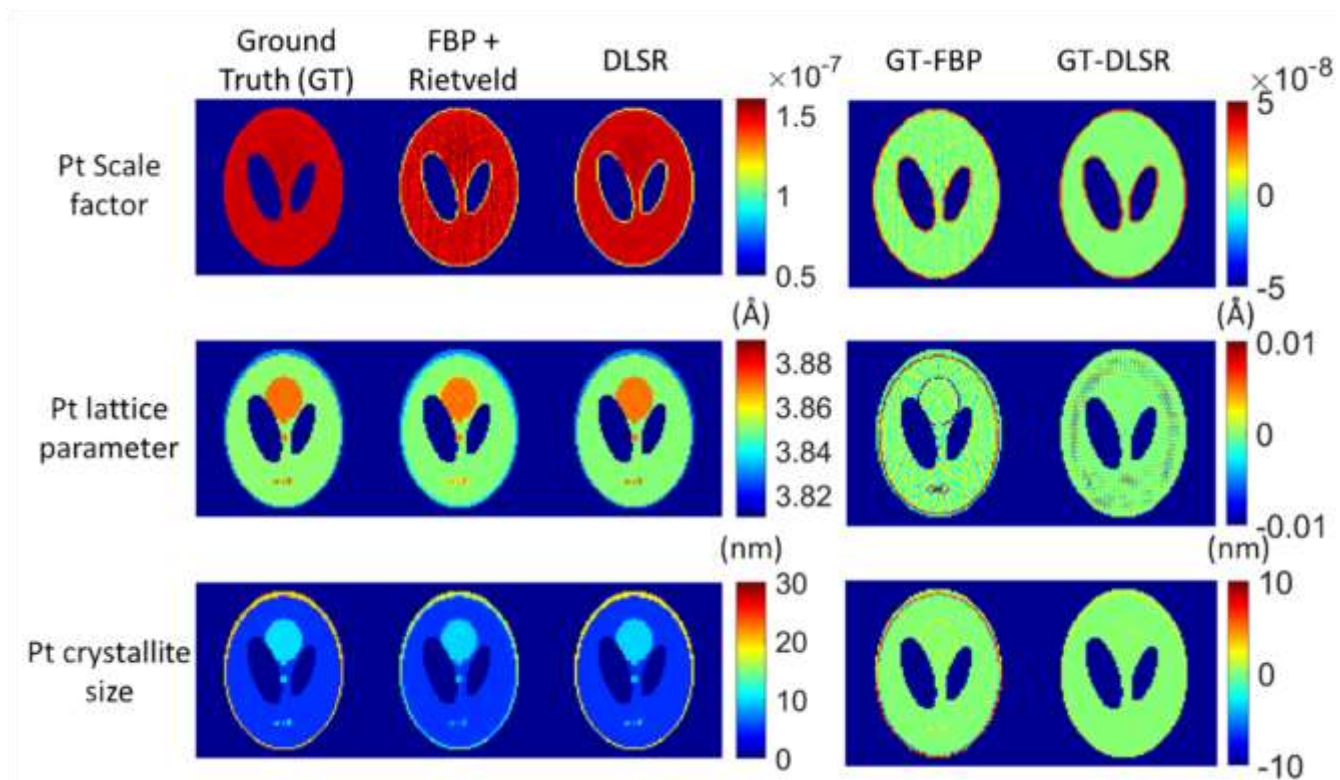 Ground
Truth (GT)
FBP +
Rietveld
DLSR
GT-FBP
GT-DLSR
×10-7
×10-8
Pt Scale
factor
1.5
1
0.5
5
0
-5
(Å)
(Å)
Pt lattice
parameter
3.88
3.86
3.84
3.82
0.01
0
-0.01
(nm)
(nm)
Pt crystallite
size
30
20
10
0
10
0
-10